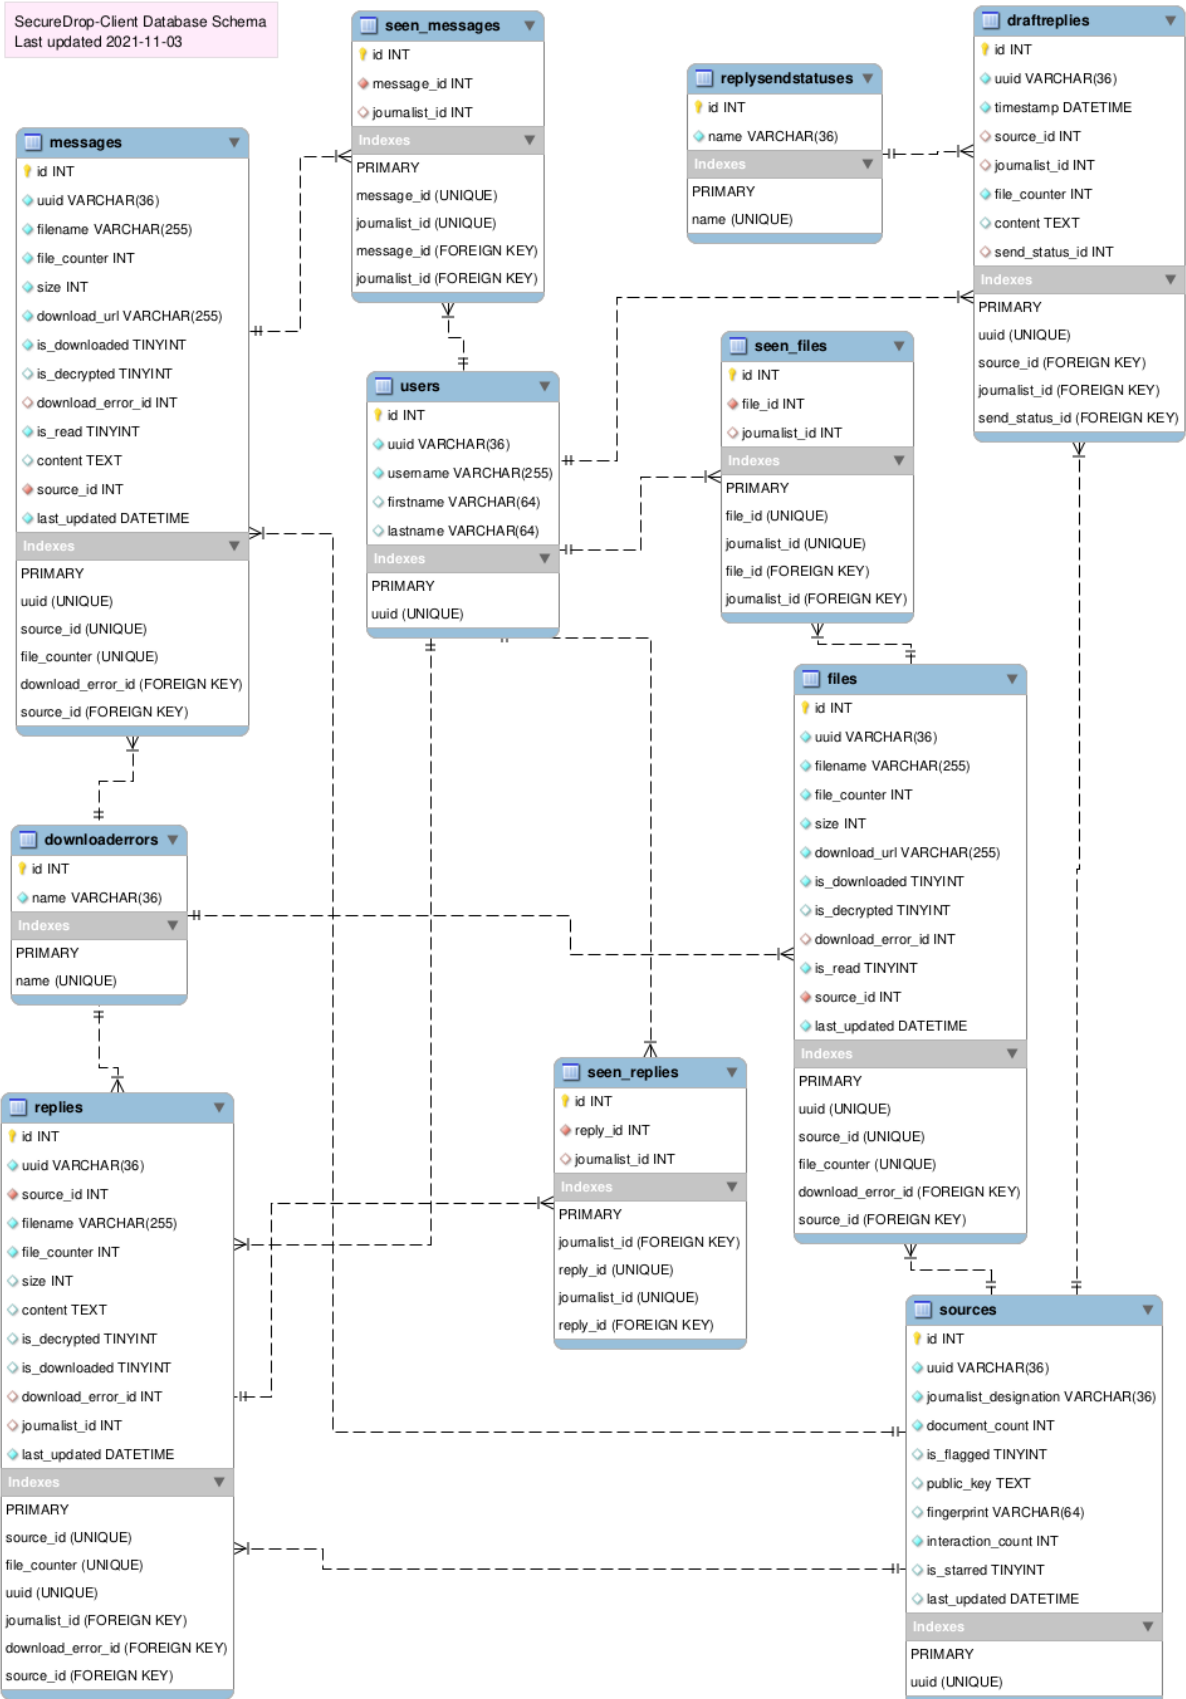 SecureDrop-Client Database Schema
Last updated 2021-11-03
seen_messages
id INT
message_id INT
journalist_id INT
Indexes
PRIMARY
message_id (UNIQUE)
journalist_id (UNIQUE)
message_id (FOREIGN KEY)
journalist_id (FOREIGN KEY)
replysendstatuses
id INT
name VARCHAR(36)
Indexes
PRIMARY
name (UNIQUE)
draftreplies
id INT
uuid VARCHAR(36)
timestamp DATETIME
source_id INT
journalist_id INT
file_counter INT
content TEXT
send_status_id INT
Indexes
PRIMARY
uuid (UNIQUE)
source_id (FOREIGN KEY)
journalist_id (FOREIGN KEY)
send_status_id (FOREIGN KEY)
messages
id INT
uuid VARCHAR(36)
filename VARCHAR(255)
file_counter INT
size INT
download_url VARCHAR(255)
is_downloaded TINYINT
is_decrypted TINYINT
download_error_id INT
is_read TINYINT
content TEXT
source_id INT
last_updated DATETIME
Indexes
PRIMARY
uuid (UNIQUE)
source_id (UNIQUE)
file_counter (UNIQUE)
download_error_id (FOREIGN KEY)
source_id (FOREIGN KEY)
users
id INT
uuid VARCHAR(36)
username VARCHAR(255)
firstname VARCHAR(64)
lastname VARCHAR(64)
Indexes
PRIMARY
uuid (UNIQUE)
seen_files
id INT
file_id INT
journalist_id INT
Indexes
PRIMARY
file_id (UNIQUE)
journalist_id (UNIQUE)
file_id (FOREIGN KEY)
journalist_id (FOREIGN KEY)
files
id INT
uuid VARCHAR(36)
filename VARCHAR(255)
file_counter INT
size INT
download_url VARCHAR(255)
is_downloaded TINYINT
is_decrypted TINYINT
download_error_id INT
is_read TINYINT
source_id INT
last_updated DATETIME
Indexes
PRIMARY
uuid (UNIQUE)
source_id (UNIQUE)
file_counter (UNIQUE)
download_error_id (FOREIGN KEY)
source_id (FOREIGN KEY)
downloaderrors
id INT
name VARCHAR(36)
Indexes
PRIMARY
name (UNIQUE)
replies
id INT
uuid VARCHAR(36)
source_id INT
filename VARCHAR(255)
file_counter INT
size INT
content TEXT
is_decrypted TINYINT
is_downloaded TINYINT
download_error_id INT
journalist_id INT
last_updated DATETIME
Indexes
PRIMARY
source_id (UNIQUE)
file_counter (UNIQUE)
uuid (UNIQUE)
journalist_id (FOREIGN KEY)
download_error_id (FOREIGN KEY)
source_id (FOREIGN KEY)
seen_replies
id INT
reply_id INT
journalist_id INT
Indexes
PRIMARY
journalist_id (FOREIGN KEY)
reply_id (UNIQUE)
journalist_id (UNIQUE)
reply_id (FOREIGN KEY)
sources
id INT
uuid VARCHAR(36)
journalist_designation VARCHAR(36)
document_count INT
is_flagged TINYINT
public_key TEXT
fingerprint VARCHAR(64)
interaction_count INT
is_starred TINYINT
last_updated DATETIME
Indexes
PRIMARY
uuid (UNIQUE)